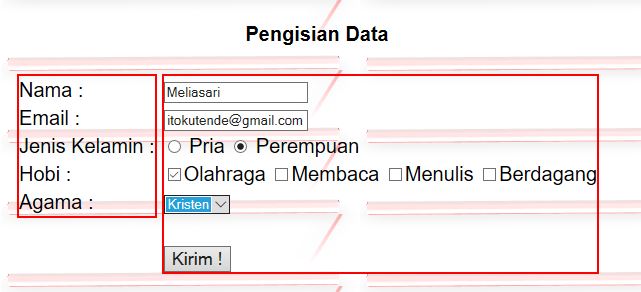 Pengisian Data
Nama : Meliasari
Email : itokutende@gmail.com
Jenis Kelamin : Pria Perempuan
Hobi : Olahraga Membaca Menulis Berdagang
Agama : Kristen
Kirim !